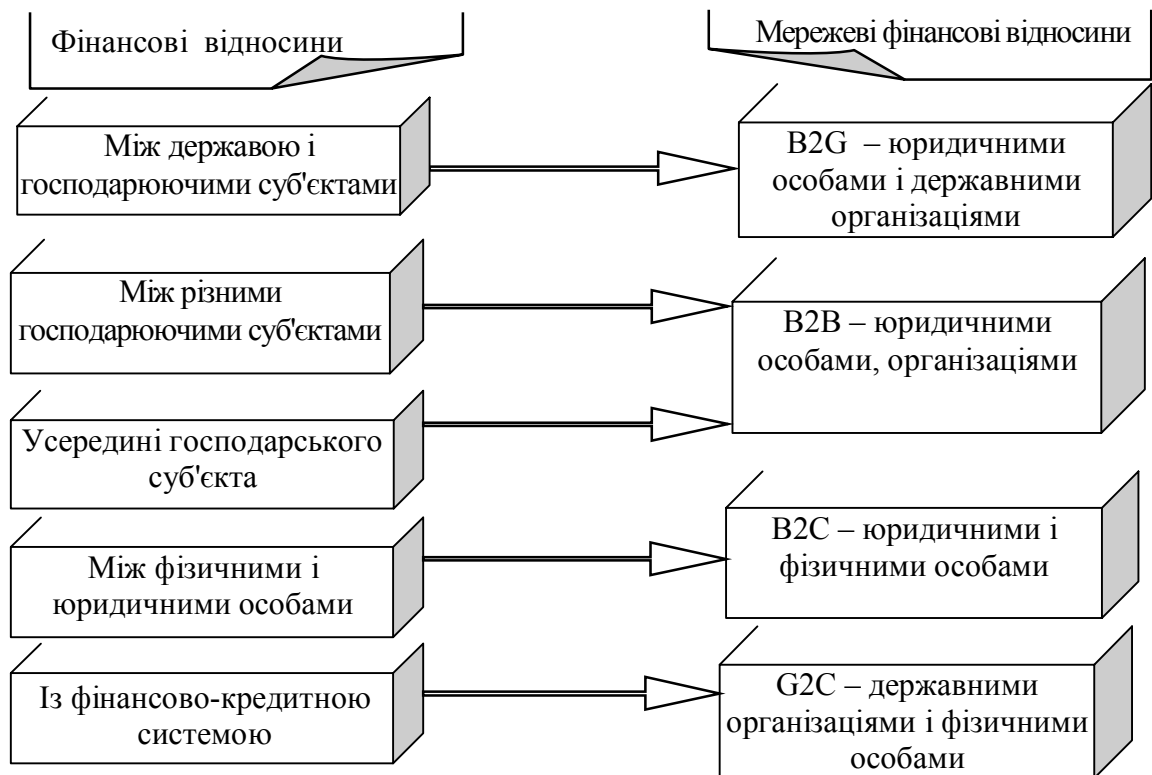 Фінансові відносини
Мережеві фінансові відносини
Між державою і
господарюючими суб'єктами
B2G – юридичними
особами і державними
організаціями
Між різними
господарюючими суб'єктами
B2B – юридичними
особами, організаціями
Усередині господарського
суб'єкта
B2C – юридичними і
фізичними особами
Між фізичними і
юридичними особами
Із фінансово-кредитною
системою
G2C – державними
організаціями і фізичними
особами